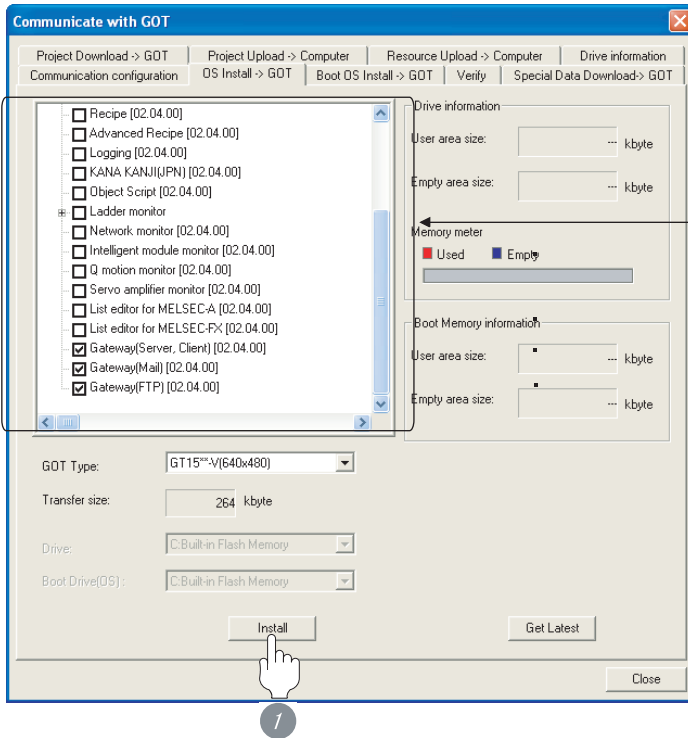 Communicate with GOT
Project Download -> GOT
Project Upload -> Computer
Resource Upload -> Computer
Drive information
Communication configuration
OS Install -> GOT
Boot OS Install -> GOT
Verify
Special Data Download-> GOT
Recipe [02.04.00]
Advanced Recipe [02.04.00]
Logging [02.04.00]
KANA KANJI(JPN) [02.04.00]
Object Script [02.04.00]
Ladder monitor
Network monitor [02.04.00]
Intelligent module monitor [02.04.00]
Q motion monitor [02.04.00]
Servo amplifier monitor [02.04.00]
List editor for MELSEC-A [02.04.00]
List editor for MELSEC-FX [02.04.00]
Gateway(Server, Client) [02.04.00]
Gateway(Mail) [02.04.00]
Gateway(FTP) [02.04.00]
Drive information
User area size: --- kbyte
Empty area size: --- kbyte
Memory meter
Used Empty
Boot Memory information
User area size: --- kbyte
Empty area size: --- kbyte
GOT Type: GT15**-V(640x480)
Transfer size: 264 kbyte
Drive: C:Built-in Flash Memory
Boot Drive(OS) : C:Built-in Flash Memory
Install
Get Latest
Close
1